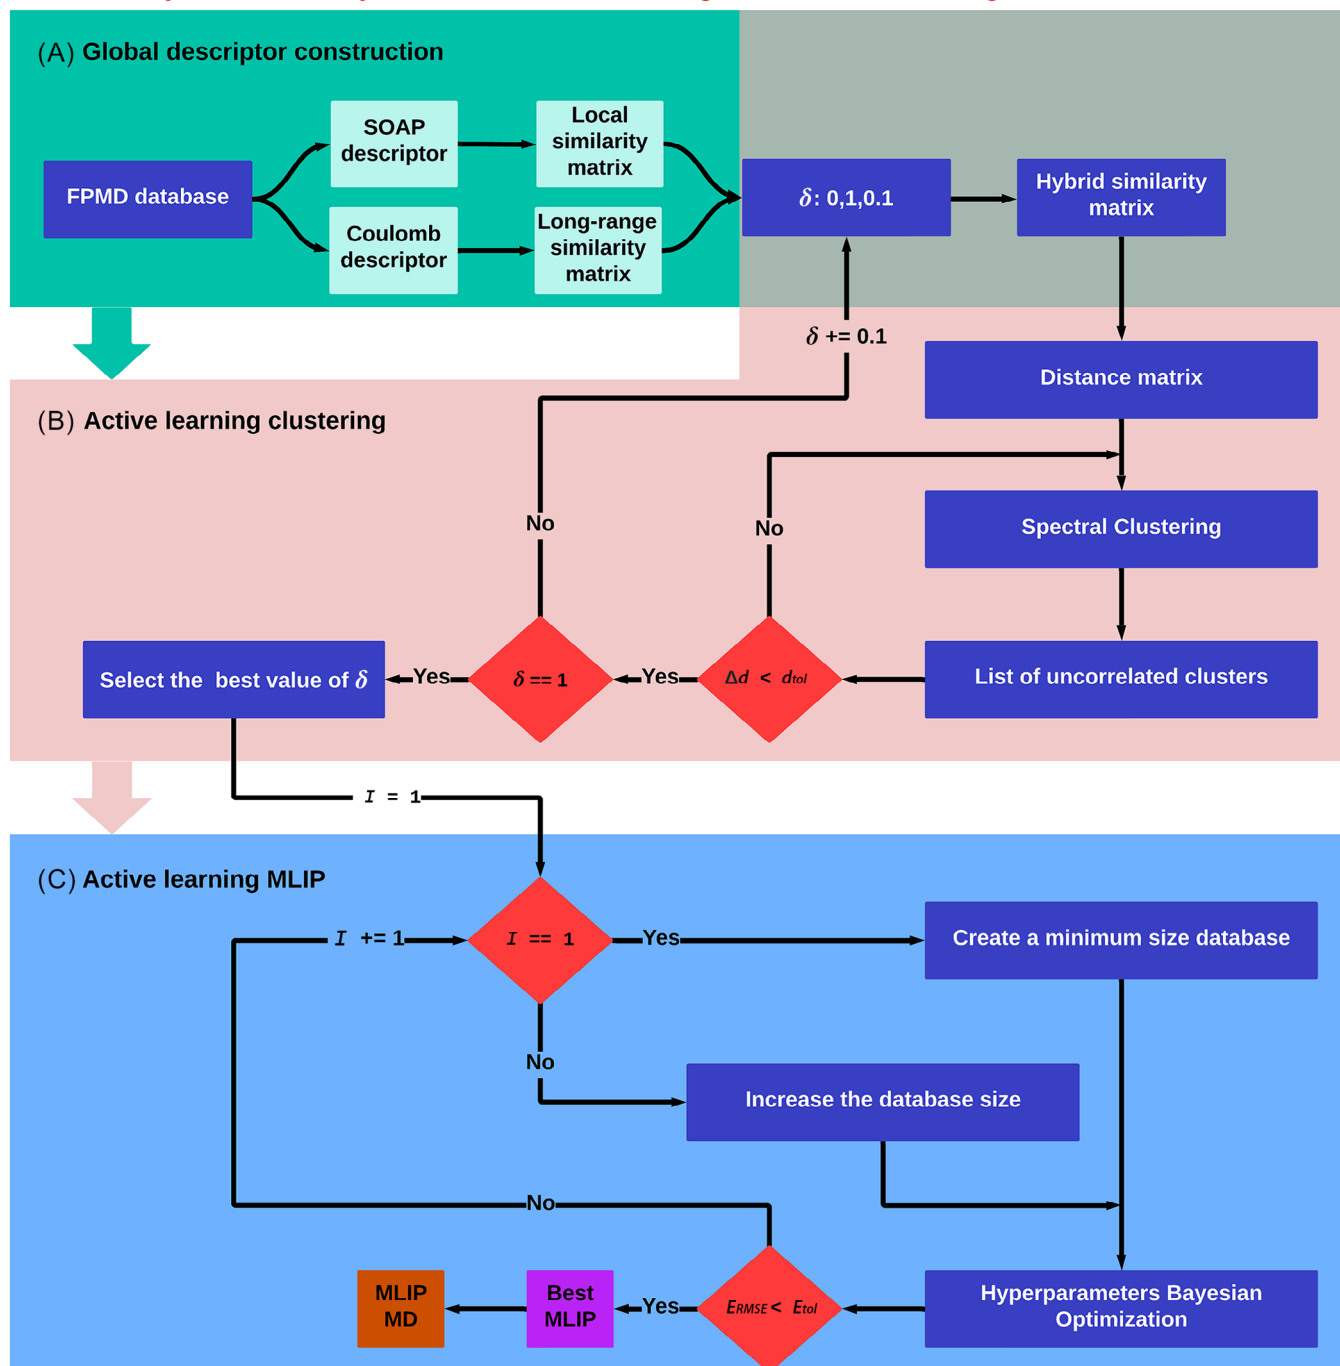 (A) Global descriptor construction
SOAP
descriptor
Local
similarity
matrix
FPMD database
δ: 0,1,0.1
Hybrid similarity
matrix
Coulomb
descriptor
Long-range
similarity
matrix
δ += 0.1
Distance matrix
(B) Active learning clustering
No
No
Spectral Clustering
Select the best value of δ
Yes
δ == 1
Yes
Δd < dtol
List of uncorrelated clusters
I = 1
(C) Active learning MLIP
I += 1
I == 1
Yes
Create a minimum size database
No
Increase the database size
No
MLIP
MD
Best
MLIP
Yes
ERMSE < Etol
Hyperparameters Bayesian
Optimization